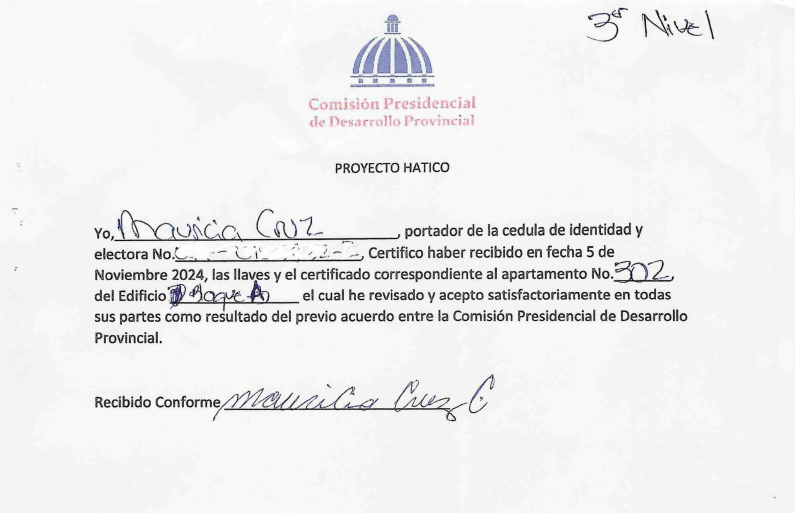 3er Nivel
Comisión Presidencial
de Desarrollo Provincial
PROYECTO HATICO
Yo, Mauricia Cruz, portador de la cedula de identidad y
electora No. , Certifico haber recibido en fecha 5 de
Noviembre 2024, las llaves y el certificado correspondiente al apartamento No. 302,
del Edificio el cual he revisado y acepto satisfactoriamente en todas
sus partes como resultado del previo acuerdo entre la Comisión Presidencial de Desarrollo
Provincial.
Recibido Conforme Mauricia Cruz C